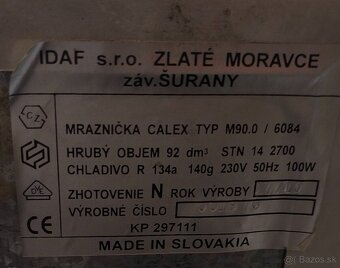 IDAF s.r.o. ZLATÉ MORAVCE
záv.ŠURANY
MRAZNIČKA CALEX TYP M90.0 / 6084
HRUBÝ OBJEM 92 dm³ STN 14 2700
CHLADIVO R 134a 140g 230V 50Hz 100W
ZHOTOVENIE N ROK VÝROBY
VÝROBNÉ ČÍSLO
KP 297111
MADE IN SLOVAKIA
CE
© Bazos.sk